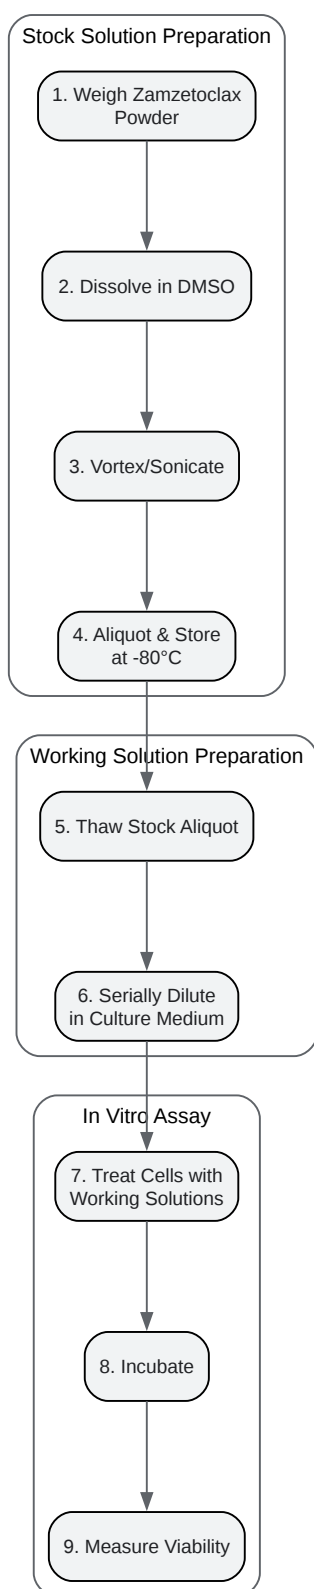 Stock Solution Preparation
1. Weigh Zamzetoclax
Powder
2. Dissolve in DMSO
3. Vortex/Sonicate
4. Aliquot & Store
at -80°C
Working Solution Preparation
5. Thaw Stock Aliquot
6. Serially Dilute
in Culture Medium
In Vitro Assay
7. Treat Cells with
Working Solutions
8. Incubate
9. Measure Viability